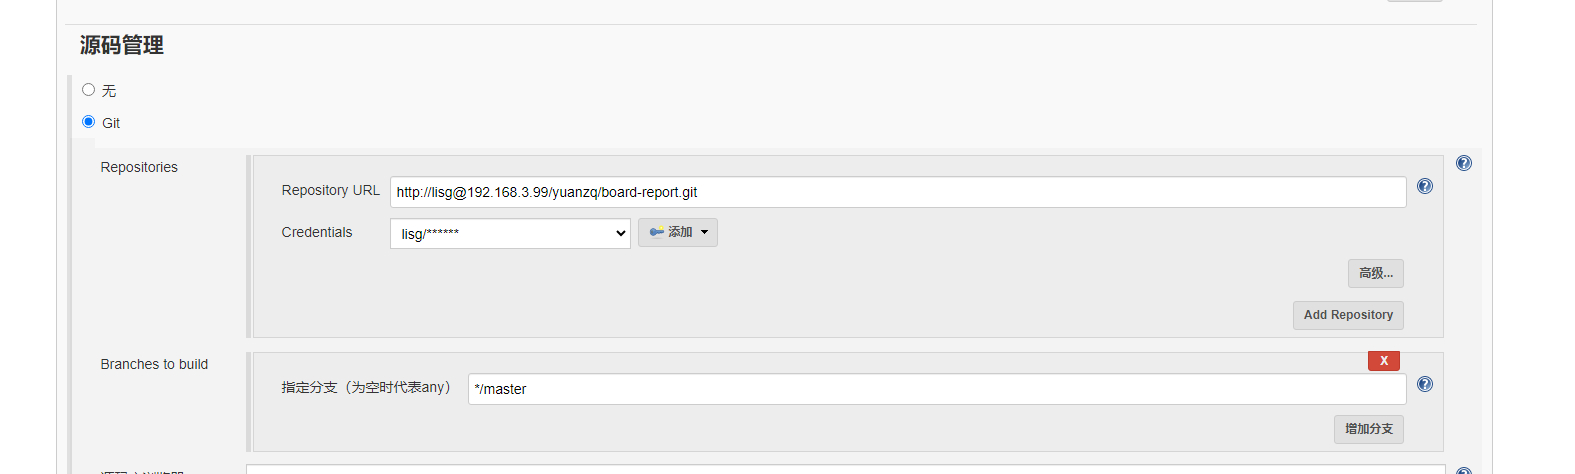 源码管理
无
Git
Repositories
Repository URL
http://lisg@192.168.3.99/yuanzq/board-report.git
Credentials
lisg/******
添加
高级...
Add Repository
Branches to build
X
指定分支（为空时代表any）
*/master
增加分支